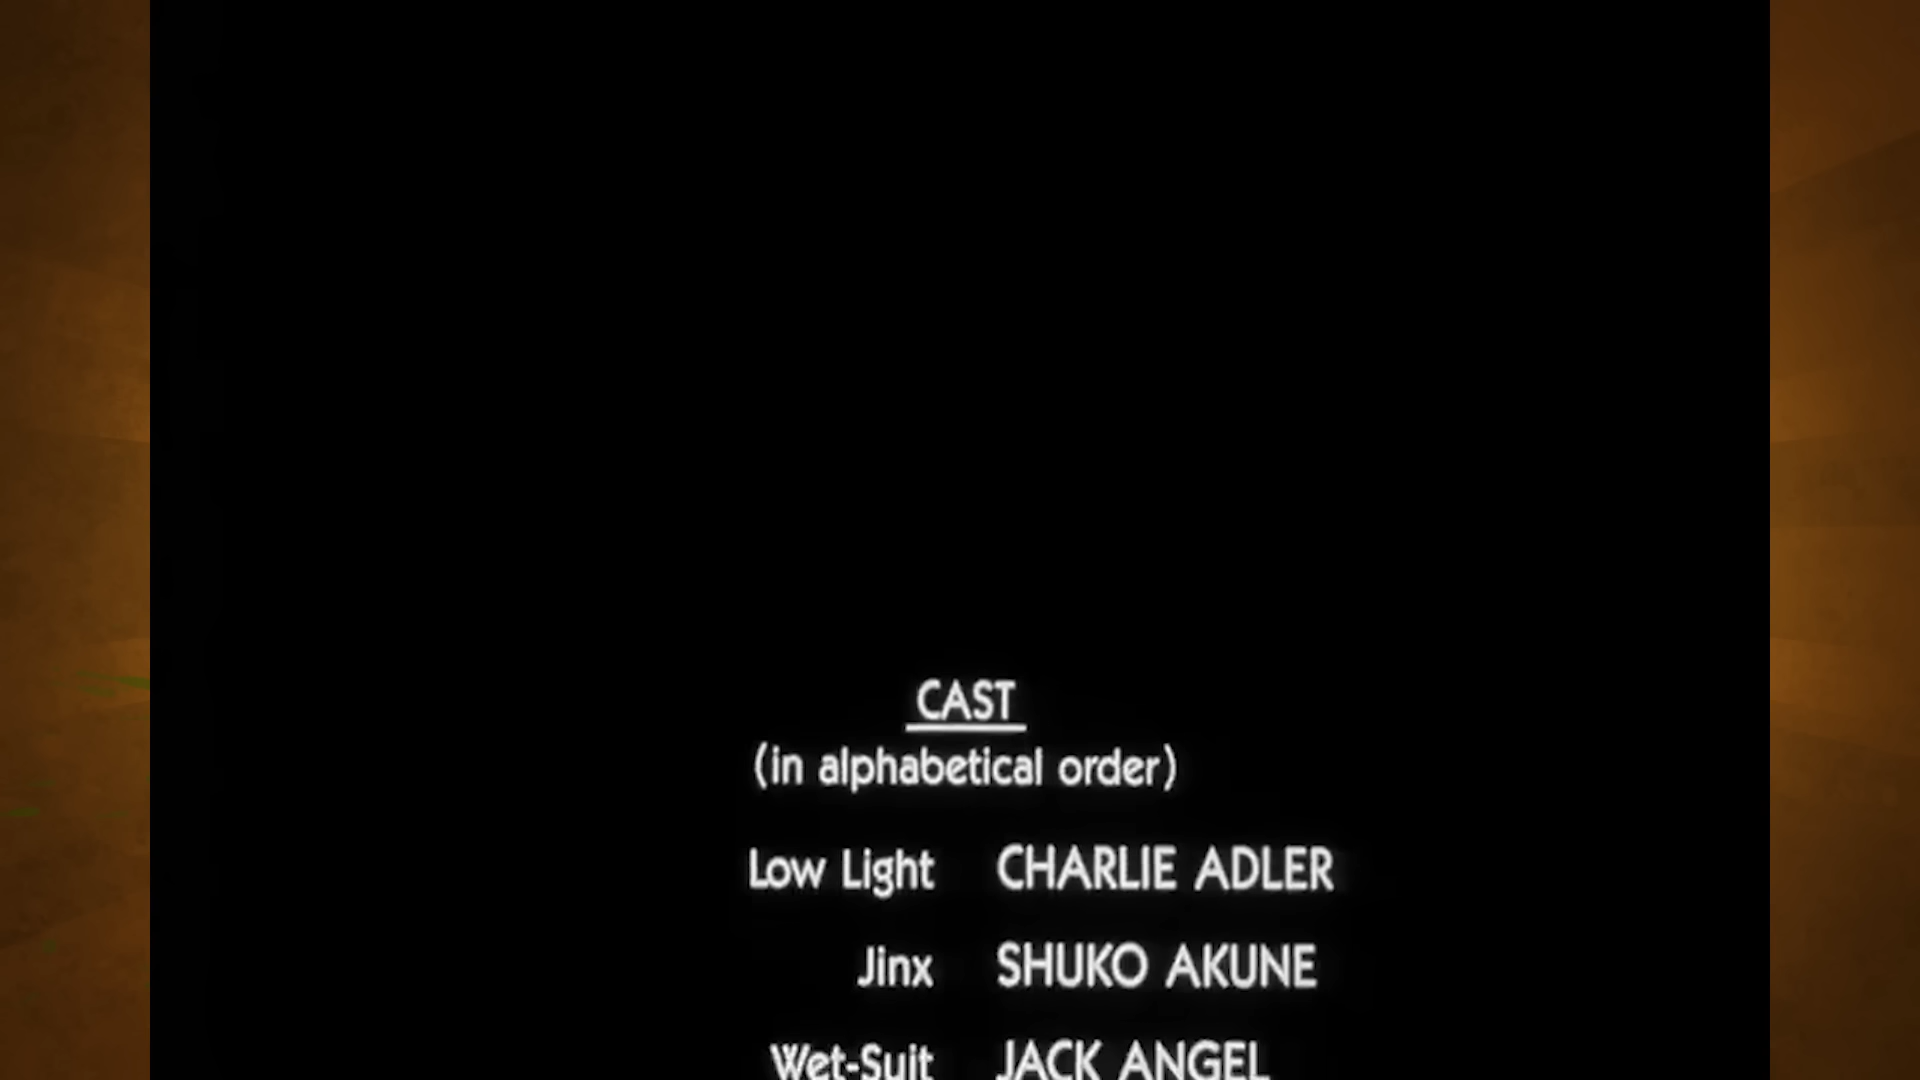 CAST
(in alphabetical order)
Low Light CHARLIE ADLER
Jinx SHUKO AKUNE
Wet-Suit JACK ANGEL